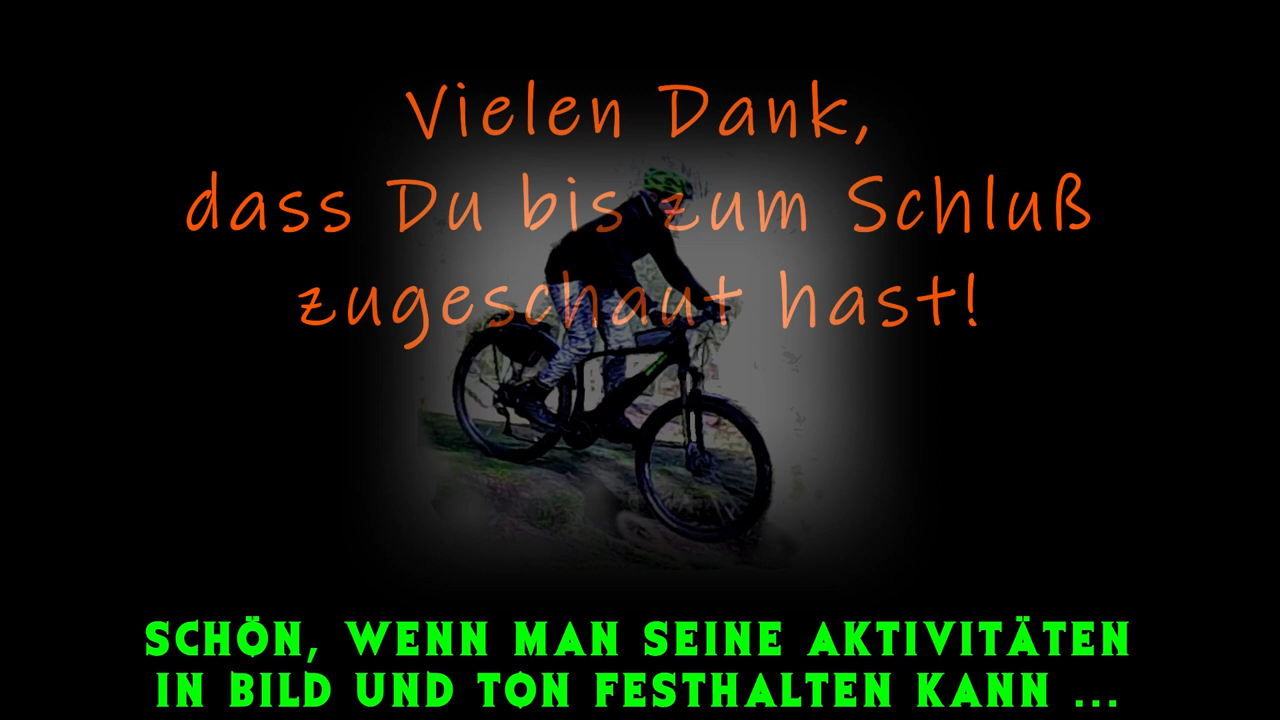 Vielen Dank,
dass Du bis zum Schluß
zugeschaut hast!
SCHÖN, WENN MAN SEINE AKTIVITÄTEN
IN BILD UND TON FESTHALTEN KANN ...